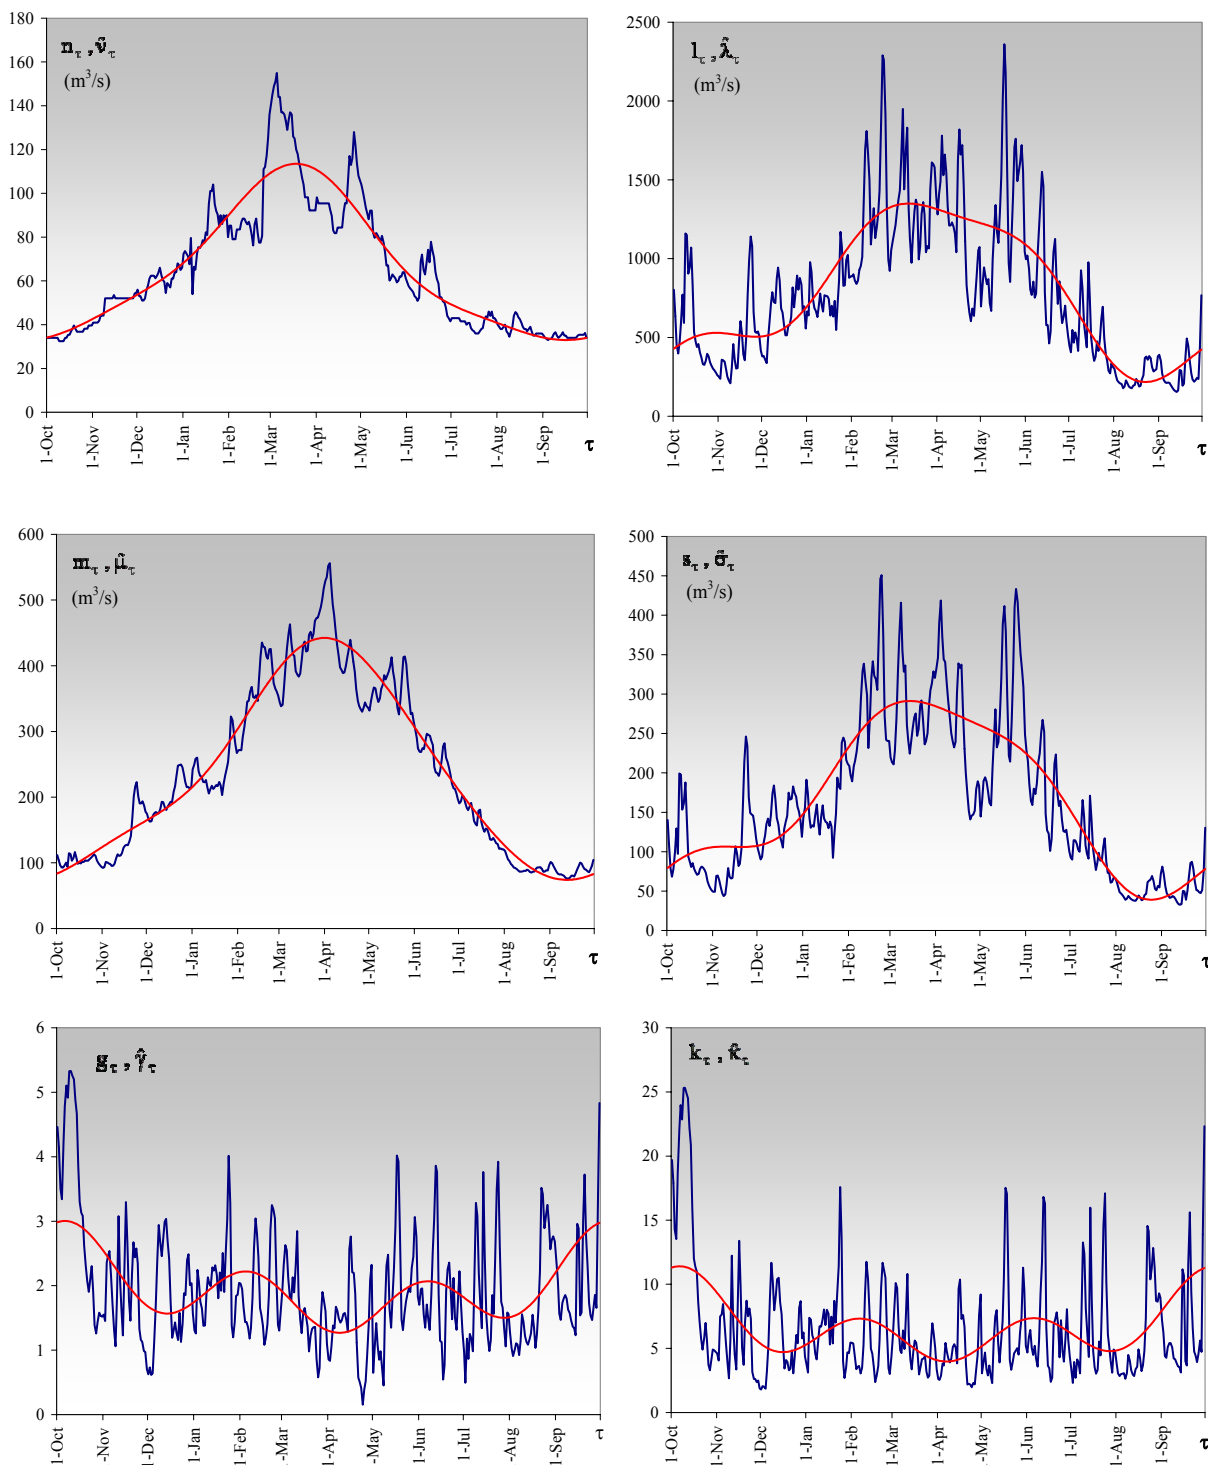 n_τ, ν̂_τ
(m³/s)
180
160
140
120
100
80
60
40
20
0
1-Oct
1-Nov
1-Dec
1-Jan
1-Feb
1-Mar
1-Apr
1-May
1-Jun
1-Jul
1-Aug
1-Sep
τ
l_τ, λ̂_τ
(m³/s)
2500
2000
1500
1000
500
0
1-Oct
1-Nov
1-Dec
1-Jan
1-Feb
1-Mar
1-Apr
1-May
1-Jun
1-Jul
1-Aug
1-Sep
τ
m_τ, μ̂_τ
(m³/s)
600
500
400
300
200
100
0
1-Oct
1-Nov
1-Dec
1-Jan
1-Feb
1-Mar
1-Apr
1-May
1-Jun
1-Jul
1-Aug
1-Sep
τ
s_τ, σ̂_τ
(m³/s)
500
450
400
350
300
250
200
150
100
50
0
1-Oct
1-Nov
1-Dec
1-Jan
1-Feb
1-Mar
1-Apr
1-May
1-Jun
1-Jul
1-Aug
1-Sep
τ
g_τ, γ̂_τ
6
5
4
3
2
1
0
1-Oct
-Nov
1-Dec
1-Jan
1-Feb
1-Mar
1-Apr
-May
1-Jun
1-Jul
-Aug
1-Sep
τ
k_τ, κ̂_τ
30
25
20
15
10
5
0
1-Oct
1-Nov
1-Dec
1-Jan
1-Feb
1-Mar
1-Apr
1-May
1-Jun
1-Jul
1-Aug
1-Sep
τ